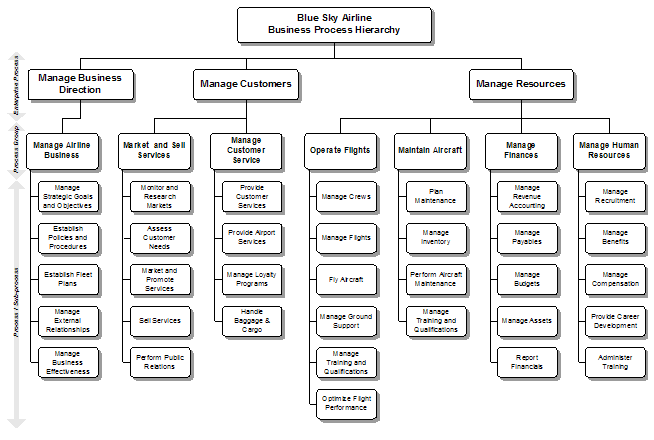 Blue Sky Airline
Business Process Hierarchy
Enterprise Process
Manage Business
Direction
Manage Customers
Manage Resources
Process Group
Manage Airline
Business
Market and Sell
Services
Manage
Customer
Service
Operate Flights
Maintain Aircraft
Manage
Finances
Manage Human
Resources
Process / Sub-process
Manage
Strategic Goals
and Objectives
Establish
Policies and
Procedures
Establish Fleet
Plans
Manage
External
Relationships
Manage
Business
Effectiveness
Monitor and
Research
Markets
Assess
Customer
Needs
Market and
Promote
Services
Sell Services
Perform Public
Relations
Provide
Customer
Services
Provide Airport
Services
Manage Loyalty
Programs
Handle
Baggage &
Cargo
Manage Crews
Manage Flights
Fly Aircraft
Manage Ground
Support
Manage
Training and
Qualifications
Optimize Flight
Performance
Plan
Maintenance
Manage
Inventory
Perform Aircraft
Maintenance
Manage
Training and
Qualifications
Manage
Revenue
Accounting
Manage
Payables
Manage
Budgets
Manage Assets
Report
Financials
Manage
Recruitment
Manage
Benefits
Manage
Compensation
Provide Career
Development
Administer
Training